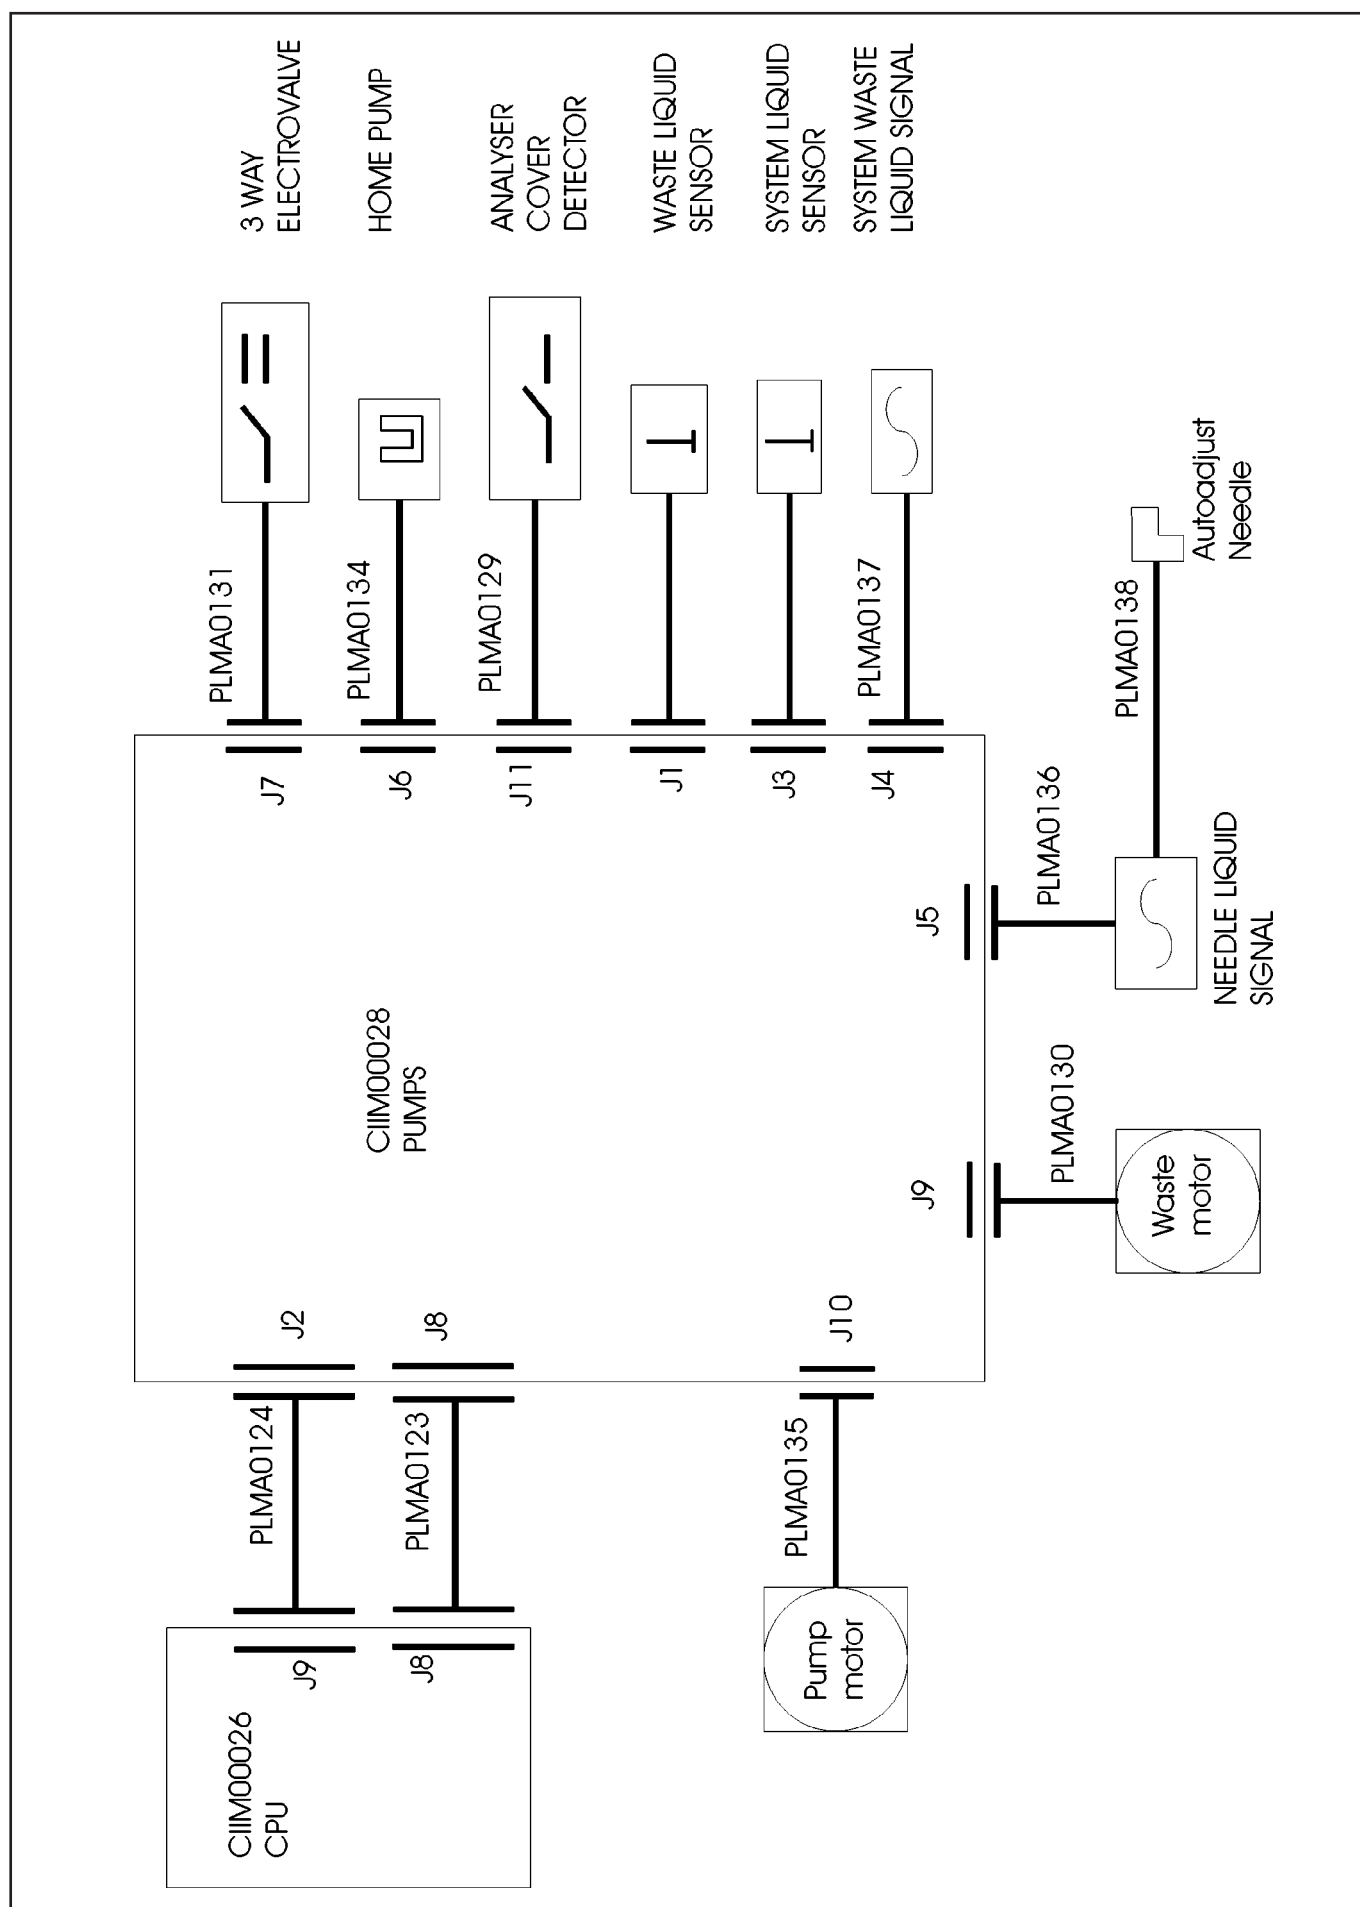 CIIM00026
CPU
J9
J8
PLMA0124
PLMA0123
J2
J8
CIIM00028
PUMPS
Pump
motor
PLMA0135
J10
Waste
motor
PLMA0130
J9
NEEDLE LIQUID
SIGNAL
PLMA0136
J5
PLMA0138
Autoadjust
Needle
J7
PLMA0131
3 WAY
ELECTROVALVE
J6
PLMA0134
HOME PUMP
J11
PLMA0129
ANALYSER
COVER
DETECTOR
J1
WASTE LIQUID
SENSOR
J3
SYSTEM LIQUID
SENSOR
J4
PLMA0137
SYSTEM WASTE
LIQUID SIGNAL